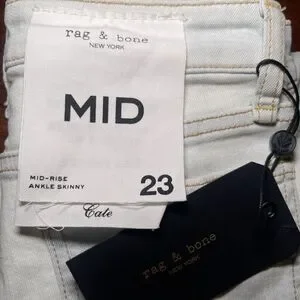 rag & bone
NEW YORK
MID
MID-RISE
ANKLE SKINNY
23
Cate
rag & bone
NEW YORK